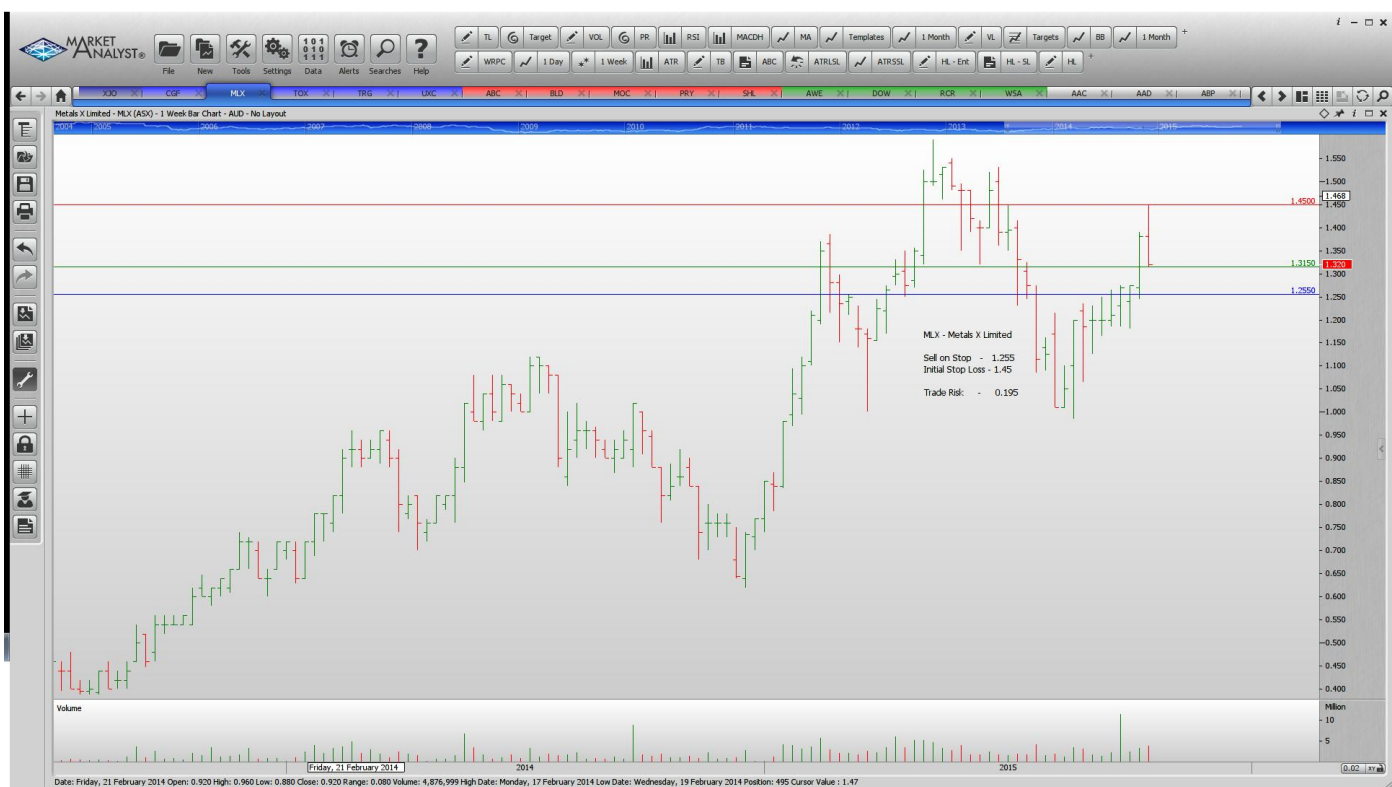 i
MARKET ANALYST®
File New Tools Settings Data Alerts Searches Help
TL Target VOL PR RSI MACDH MA Templates 1 Month VL Targets BB 1 Month +
WRPC 1 Day 1 Week ATR TB ABC ATRLSL ATRSSL HL - Ent HL - SL HL +
XJO CGF MLX TOX TRG UXC ABC BLD MOC PRY SHL AWE DOW RCR WSA AAC AAD ABP
Metals X Limited - MLX (ASX) - 1 Week Bar Chart - AUD - No Layout
2004 2005 2006 2007 2008 2009 2010 2011 2012 2013 2014 2015
1.550
1.500
1.468
1.4500 1.450
1.400
1.350
1.3150 1.320
1.300
1.2550
1.250
1.200
1.150
1.100
1.050
1.000
0.950
0.900
0.850
0.800
0.750
0.700
0.650
0.600
0.550
0.500
0.450
0.400
MLX - Metals X Limited
Sell on Stop - 1.255
Initial Stop Loss - 1.45
Trade Risk - 0.195
Volume
Million
10
5
Friday, 21 February 2014 2014 2015
0.02 XY
Date: Friday, 21 February 2014 Open: 0.920 High: 0.960 Low: 0.880 Close: 0.920 Range: 0.080 Volume: 4,876,999 High Date: Monday, 17 February 2014 Low Date: Wednesday, 19 February 2014 Position: 495 Cursor Value : 1.47